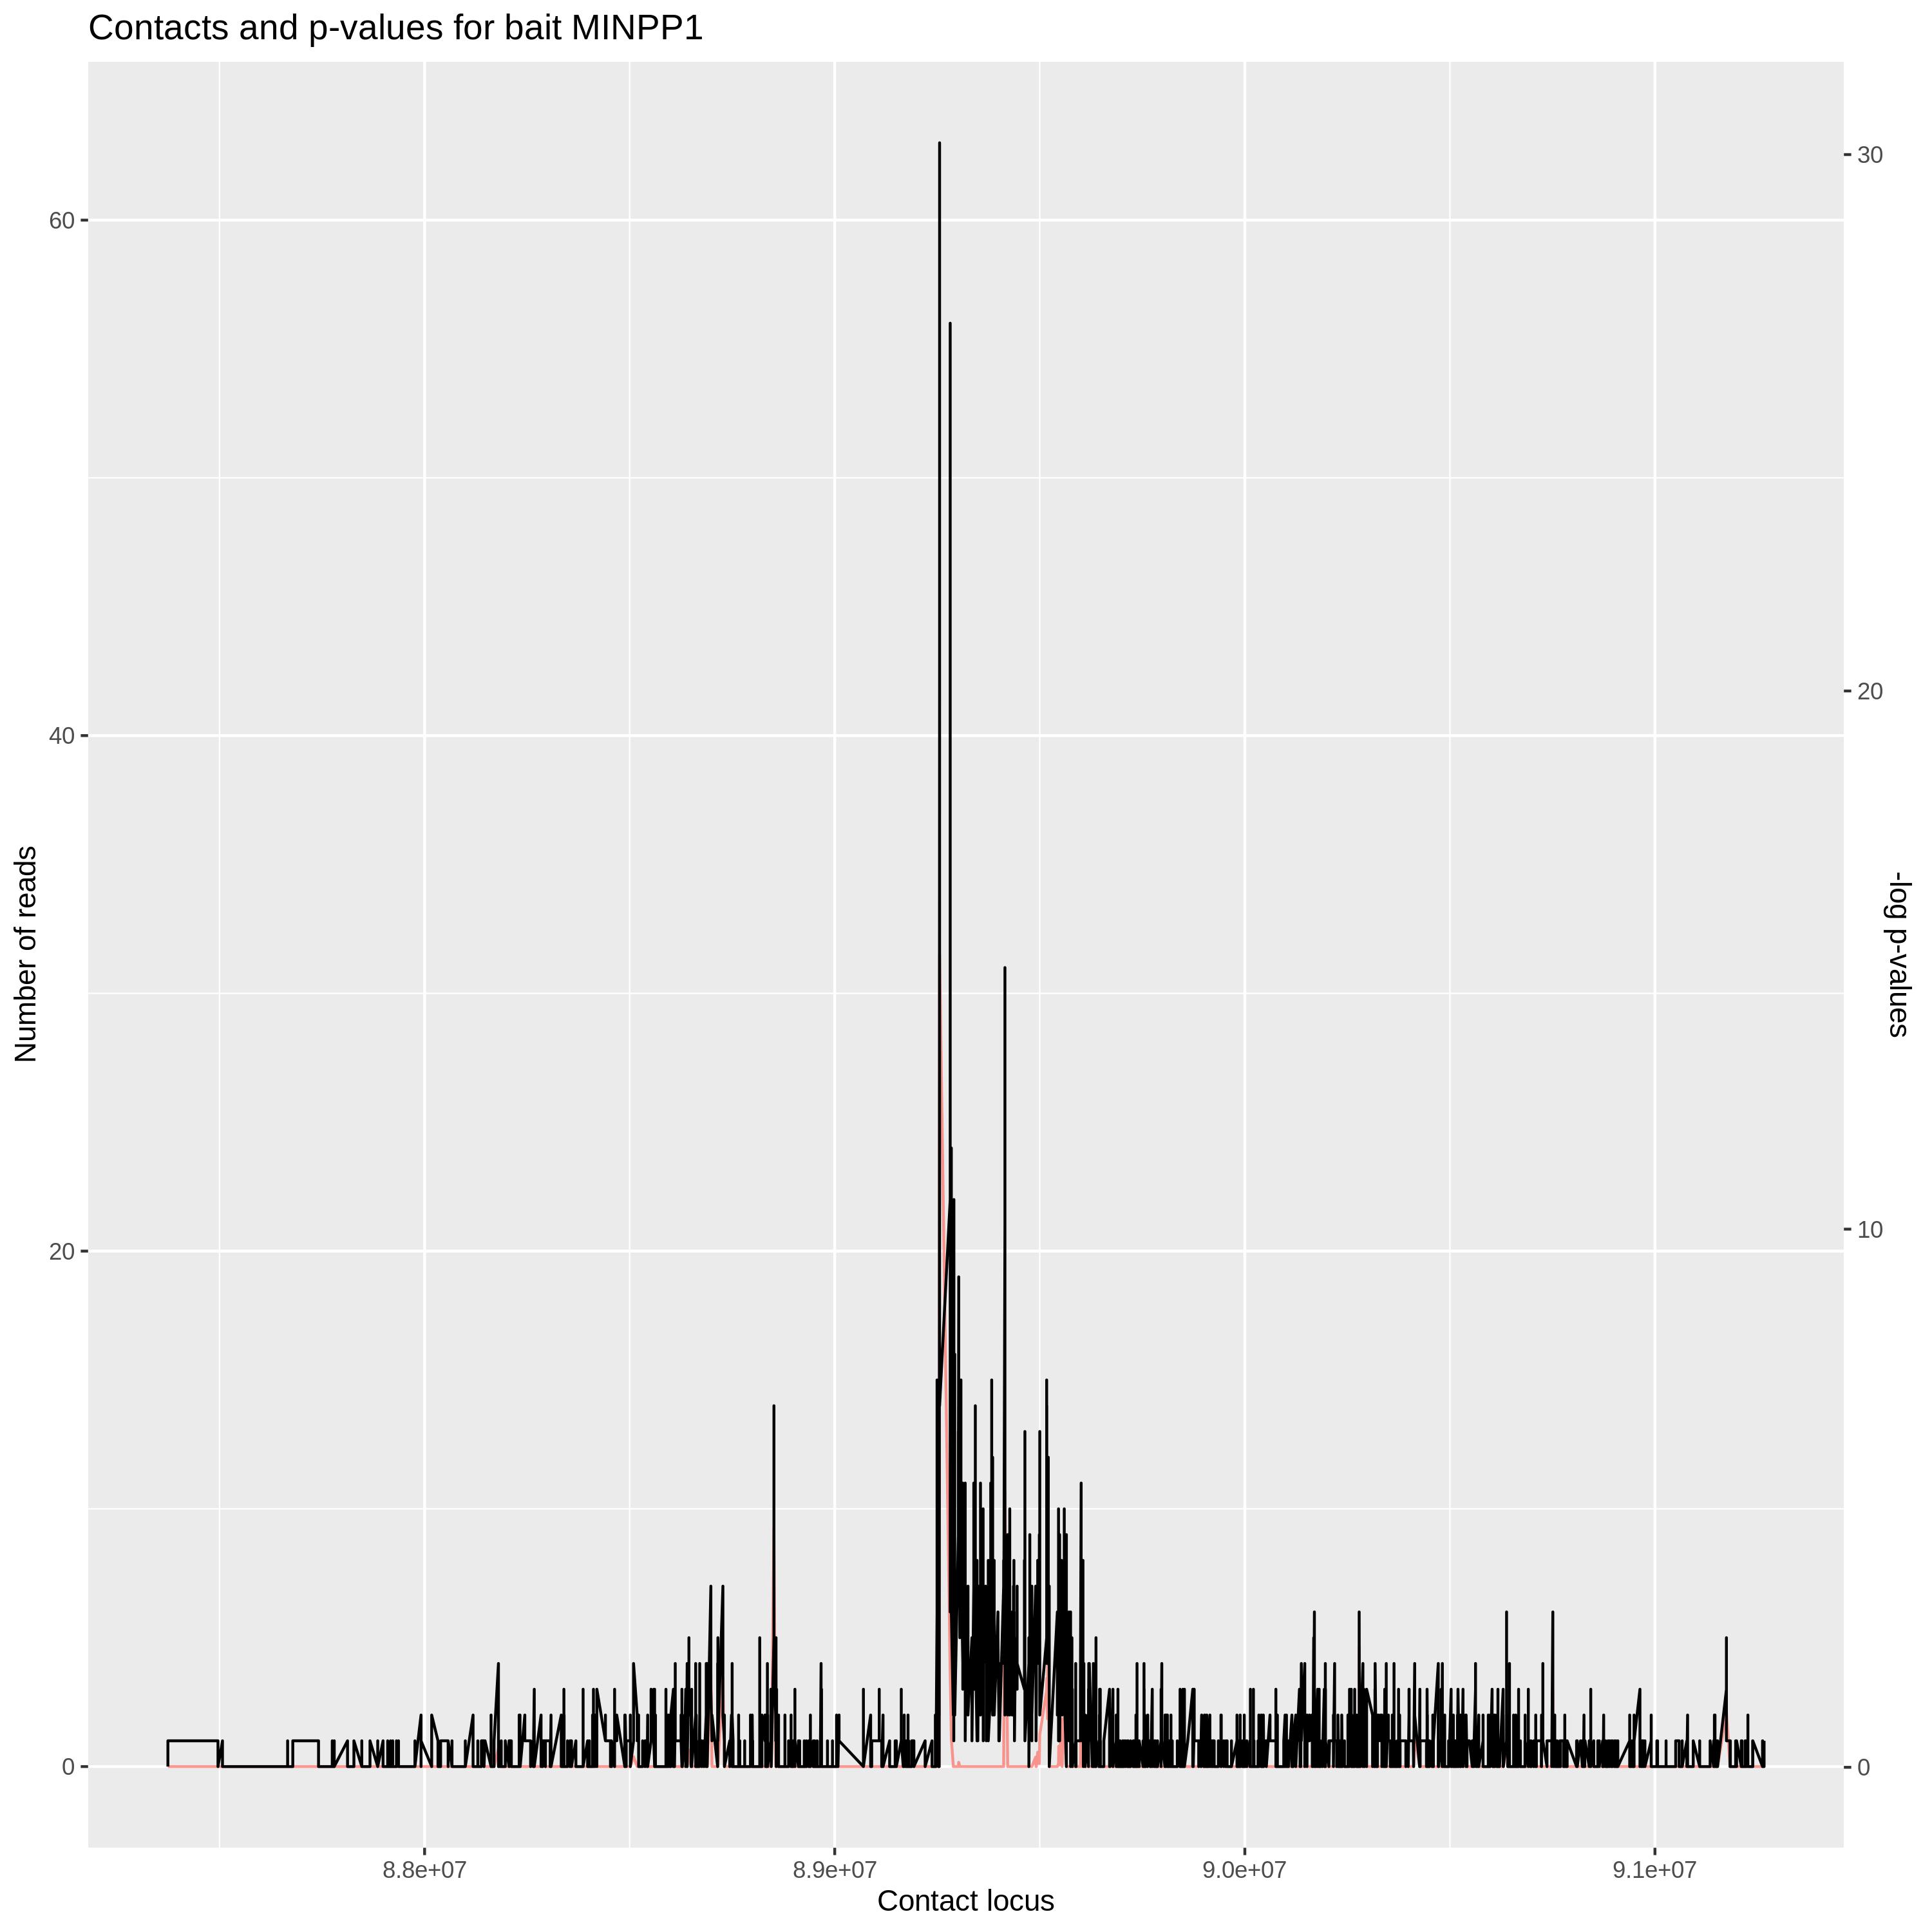 Contacts and p-values for bait MINPP1
60
40
20
0
30
20
10
0
Number of reads
-log p-values
8.8e+07
8.9e+07
9.0e+07
9.1e+07
Contact locus